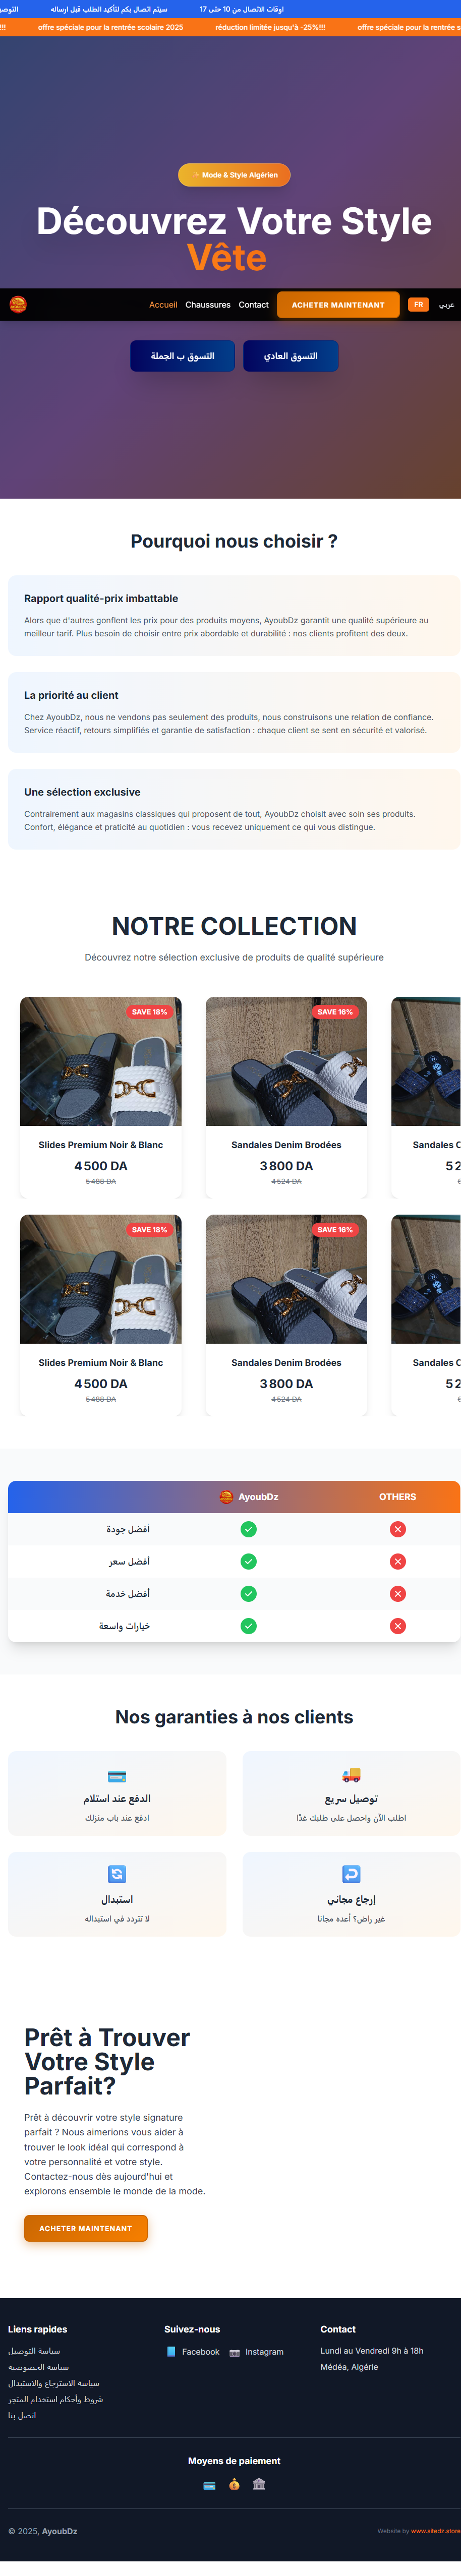 التوصيل
سيتم اتصال بكم لتأكيد الطلب قبل ارساله
اوقات الاتصال من 10 حتى 17
!!!
offre spéciale pour la rentrée scolaire 2025
réduction limitée jusqu'à -25%!!!
offre spéciale pour la rentrée s
Mode & Style Algérien
Découvrez Votre Style
Vête
Accueil
Chaussures
Contact
ACHETER MAINTENANT
FR
عربي
التسوق ب الجملة
التسوق العادي
Pourquoi nous choisir ?
Rapport qualité-prix imbattable
Alors que d'autres gonflent les prix pour des produits moyens, AyoubDz garantit une qualité supérieure au
meilleur tarif. Plus besoin de choisir entre prix abordable et durabilité : nos clients profitent des deux.
La priorité au client
Chez AyoubDz, nous ne vendons pas seulement des produits, nous construisons une relation de confiance.
Service réactif, retours simplifiés et garantie de satisfaction : chaque client se sent en sécurité et valorisé.
Une sélection exclusive
Contrairement aux magasins classiques qui proposent de tout, AyoubDz choisit avec soin ses produits.
Confort, élégance et praticité au quotidien : vous recevez uniquement ce qui vous distingue.
NOTRE COLLECTION
Découvrez notre sélection exclusive de produits de qualité supérieure
SAVE 18%
SAVE 16%
Slides Premium Noir & Blanc
Sandales Denim Brodées
Sandales
4 500 DA
3 800 DA
5 2
5 488 DA
4 524 DA
SAVE 18%
SAVE 16%
Slides Premium Noir & Blanc
Sandales Denim Brodées
Sandales
4 500 DA
3 800 DA
5 2
5 488 DA
4 524 DA
AyoubDz
OTHERS
أفضل جودة
أفضل سعر
أفضل خدمة
خيارات واسعة
Nos garanties à nos clients
الدفع عند استلام
ادفع عند باب منزلك
توصيل سريع
اطلب الآن واحصل على طلبك غدًا
استبدال
لا تتردد في استبداله
إرجاع مجاني
غير راض؟ أعده مجانا
Prêt à Trouver
Votre Style
Parfait?
Prêt à découvrir votre style signature
parfait ? Nous aimerions vous aider à
trouver le look idéal qui correspond à
votre personnalité et votre style.
Contactez-nous dès aujourd'hui et
explorons ensemble le monde de la mode.
ACHETER MAINTENANT
Liens rapides
سياسة التوصيل
سياسة الخصوصية
سياسة الاسترجاع والاستبدال
شروط وأحكام استخدام المتجر
اتصل بنا
Suivez-nous
Facebook
Instagram
Contact
Lundi au Vendredi 9h à 18h
Médéa, Algérie
Moyens de paiement
© 2025, AyoubDz
Website by www.sitedz.store